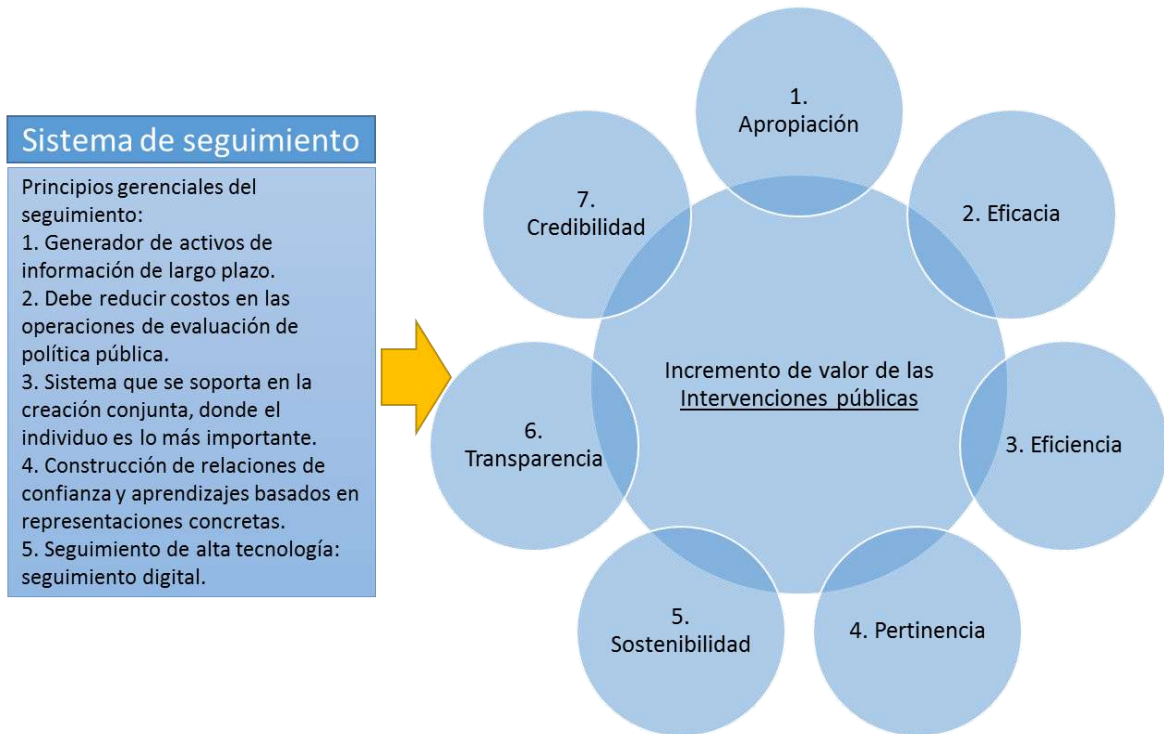 Sistema de seguimiento
Principios gerenciales del
seguimiento:
1. Generador de activos de
información de largo plazo.
2. Debe reducir costos en las
operaciones de evaluación de
política pública.
3. Sistema que se soporta en la
creación conjunta, donde el
individuo es lo más importante.
4. Construcción de relaciones de
confianza y aprendizajes basados en
representaciones concretas.
5. Seguimiento de alta tecnología:
seguimiento digital.
1.
Apropiación
2. Eficacia
3. Eficiencia
4. Pertinencia
5.
Sostenibilidad
6.
Transparencia
7.
Credibilidad
Incremento de valor de las
Intervenciones públicas